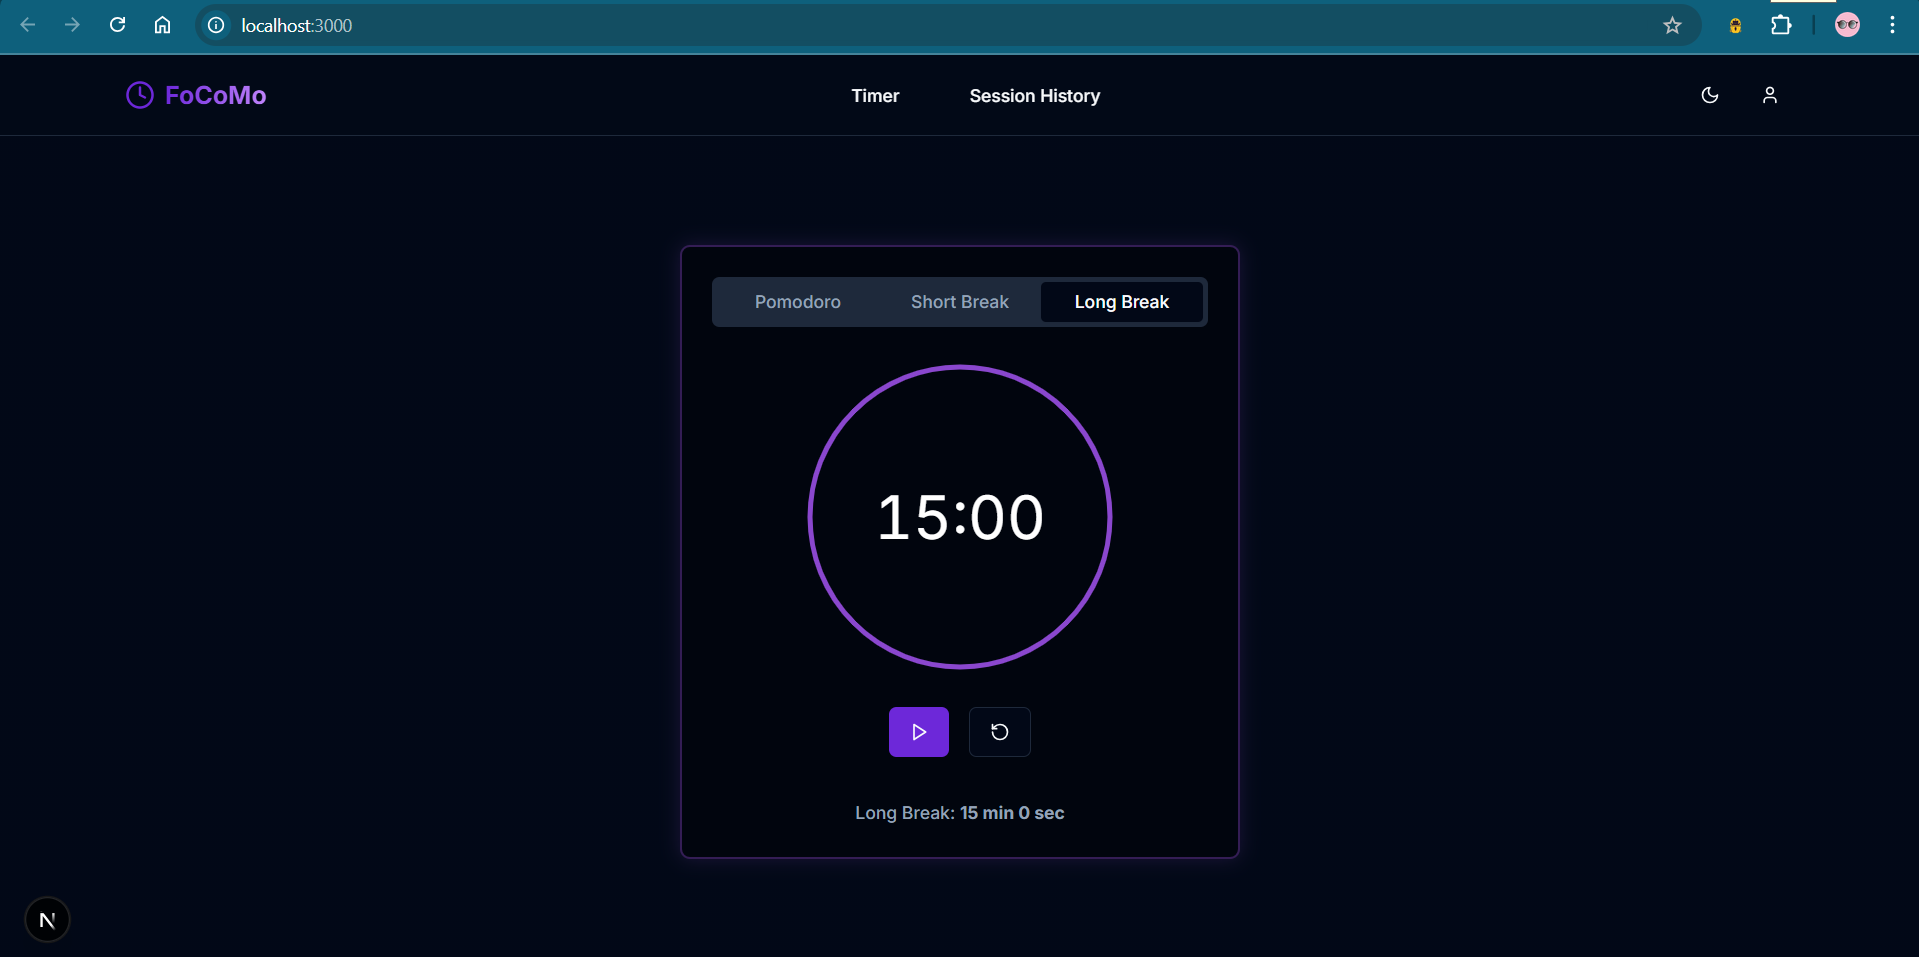 localhost:3000
FoCoMo Timer Session History
Pomodoro Short Break Long Break
15:00
Long Break: 15 min 0 sec
N